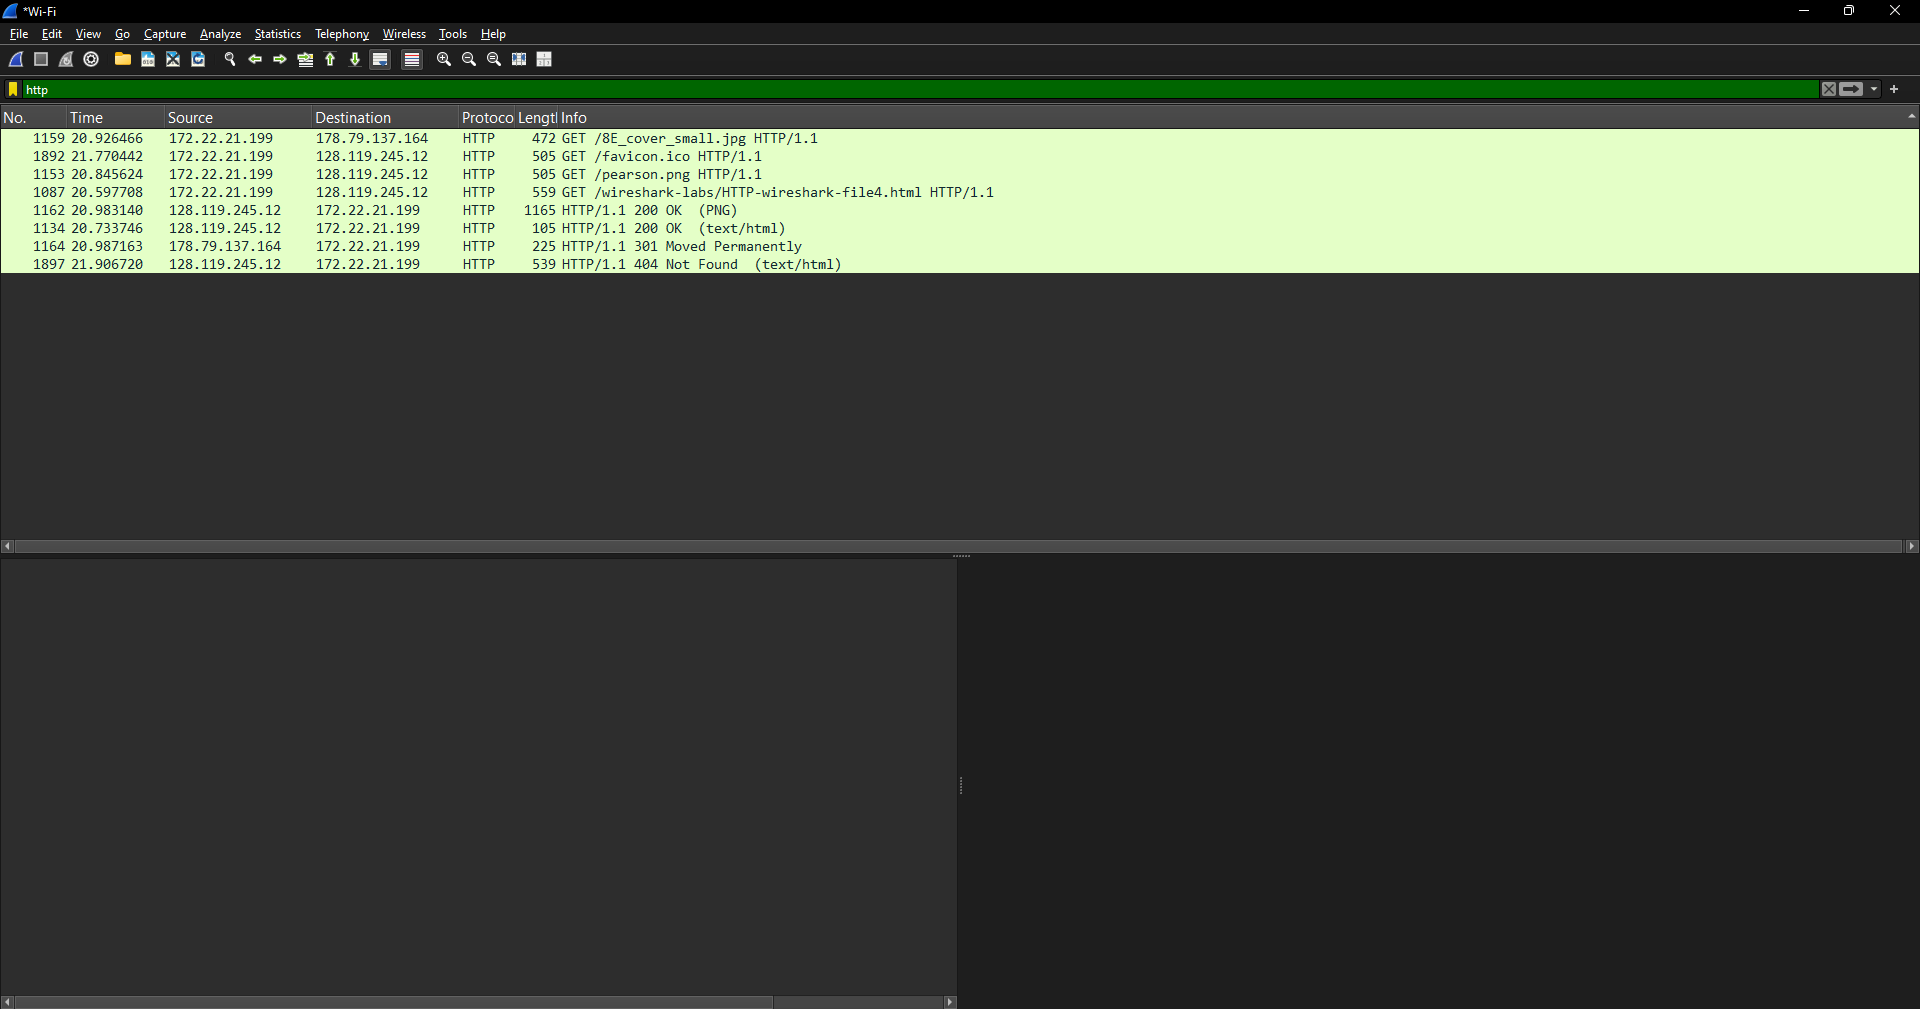 *Wi-Fi
File Edit View Go Capture Analyze Statistics Telephony Wireless Tools Help
http
No. Time Source Destination Protoco Lengtl Info
1159 20.926466 172.22.21.199 178.79.137.164 HTTP 472 GET /8E_cover_small.jpg HTTP/1.1
1892 21.770442 172.22.21.199 128.119.245.12 HTTP 505 GET /favicon.ico HTTP/1.1
1153 20.845624 172.22.21.199 128.119.245.12 HTTP 505 GET /pearson.png HTTP/1.1
1087 20.597708 172.22.21.199 128.119.245.12 HTTP 559 GET /wireshark-labs/HTTP-wireshark-file4.html HTTP/1.1
1162 20.983140 128.119.245.12 172.22.21.199 HTTP 1165 HTTP/1.1 200 OK (PNG)
1134 20.733746 128.119.245.12 172.22.21.199 HTTP 105 HTTP/1.1 200 OK (text/html)
1164 20.987163 178.79.137.164 172.22.21.199 HTTP 225 HTTP/1.1 301 Moved Permanently
1897 21.906720 128.119.245.12 172.22.21.199 HTTP 539 HTTP/1.1 404 Not Found (text/html)